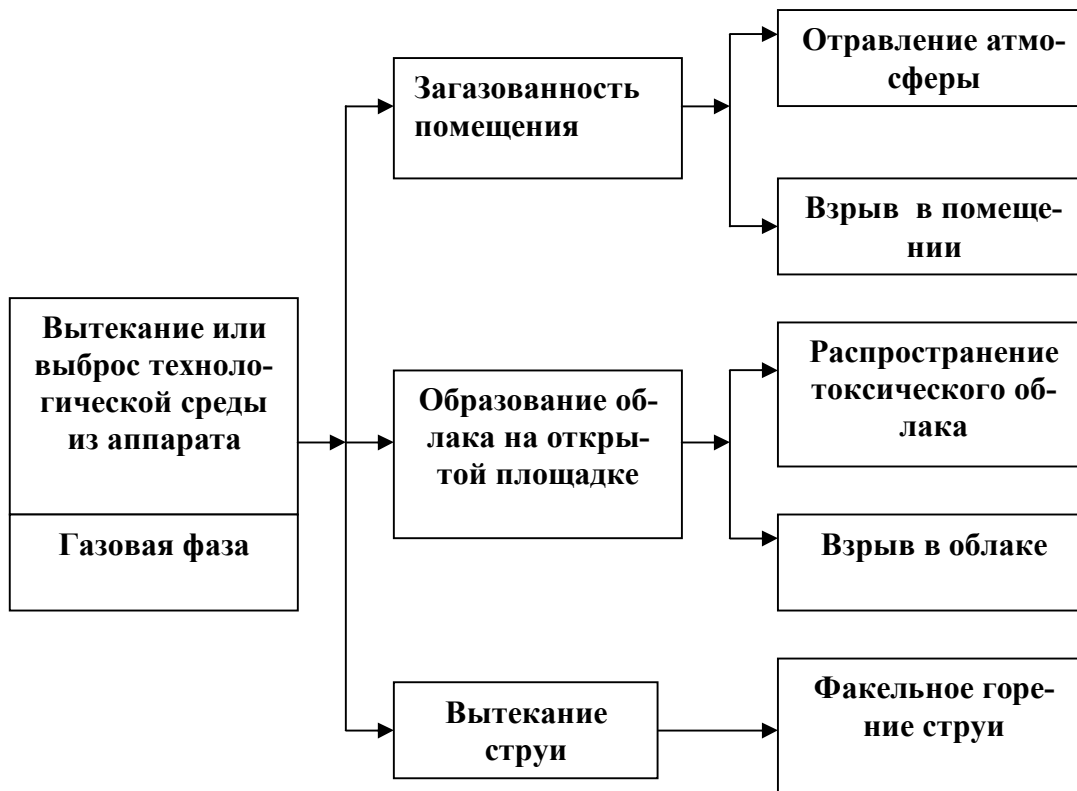 Вытекание или
выброс техноло-
гической среды
из аппарата
Газовая фаза
Загазованность
помещения
Образование об-
лака на откры-
той площадке
Вытекание
струи
Отравление атмо-
сферы
Взрыв в помеще-
нии
Распространение
токсического об-
лака
Взрыв в облаке
Факельное горе-
ние струи